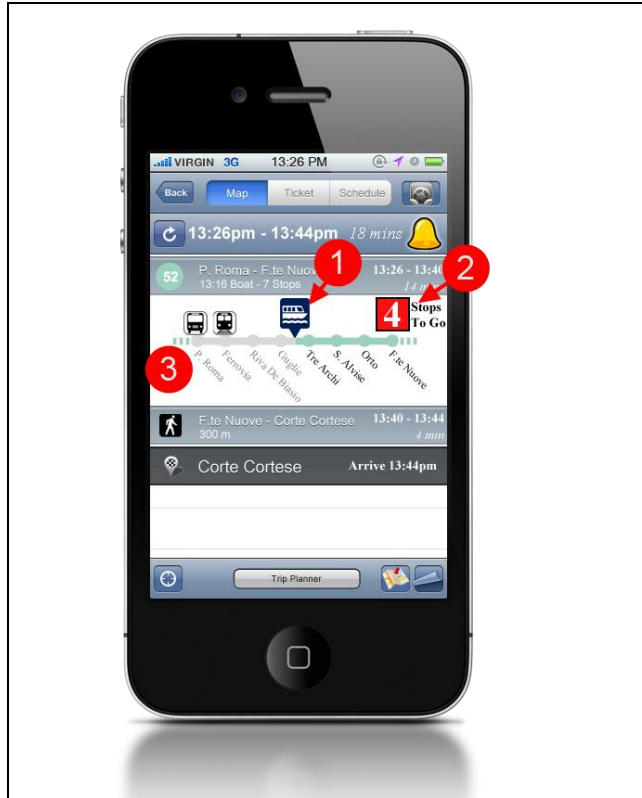 VIRGIN 3G 13:26 PM
Back Map Ticket Schedule
13:26pm - 13:44pm 18 mins
52 P. Roma - F.te Nuov 13:26 - 13:40
13:16 Boat - 7 Stops 14 min
1
2
4 Stops
To Go
3
P. Roma
Ferrovia
Riva De Biasio
Guglie
Tre Archi
S. Alvise
Orto
F.te Nuove
F.te Nuove - Corte Cortese 13:40 - 13:44
300 m 4 min
Corte Cortese Arrive 13:44pm
Trip Planner